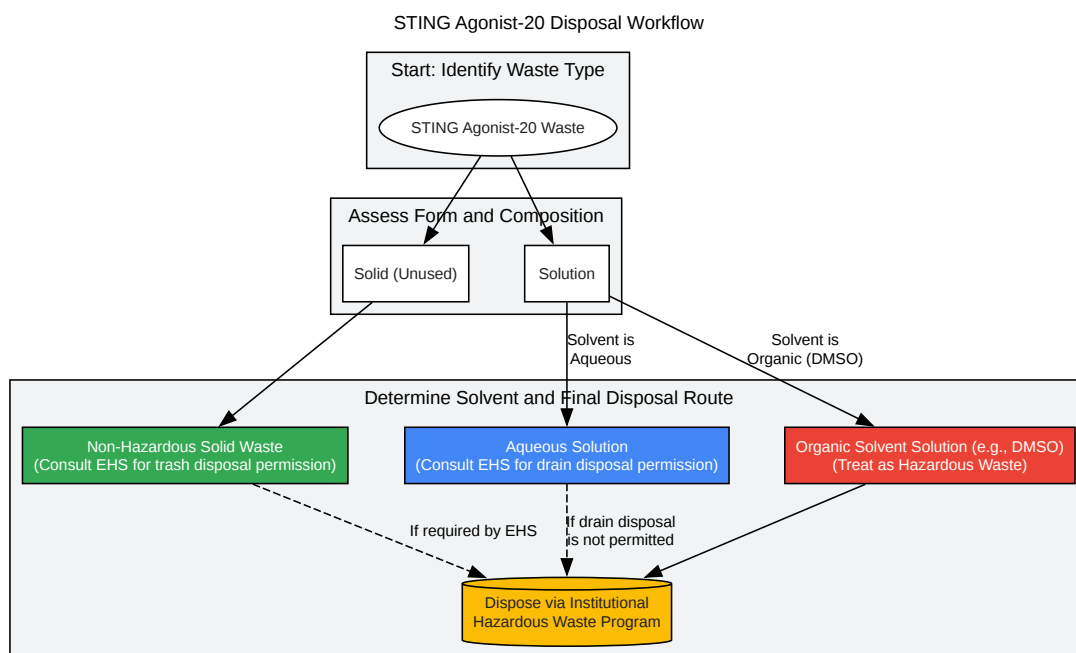 STING Agonist-20 Disposal Workflow
Start: Identify Waste Type
STING Agonist-20 Waste
Assess Form and Composition
Solid (Unused)
Solution
Solvent is
Aqueous
Solvent is
Organic (DMSO)
Determine Solvent and Final Disposal Route
Non-Hazardous Solid Waste
(Consult EHS for trash disposal permission)
Aqueous Solution
(Consult EHS for drain disposal permission)
Organic Solvent Solution (e.g., DMSO)
(Treat as Hazardous Waste)
If required by EHS
If drain disposal
is not permitted
Dispose via Institutional
Hazardous Waste Program